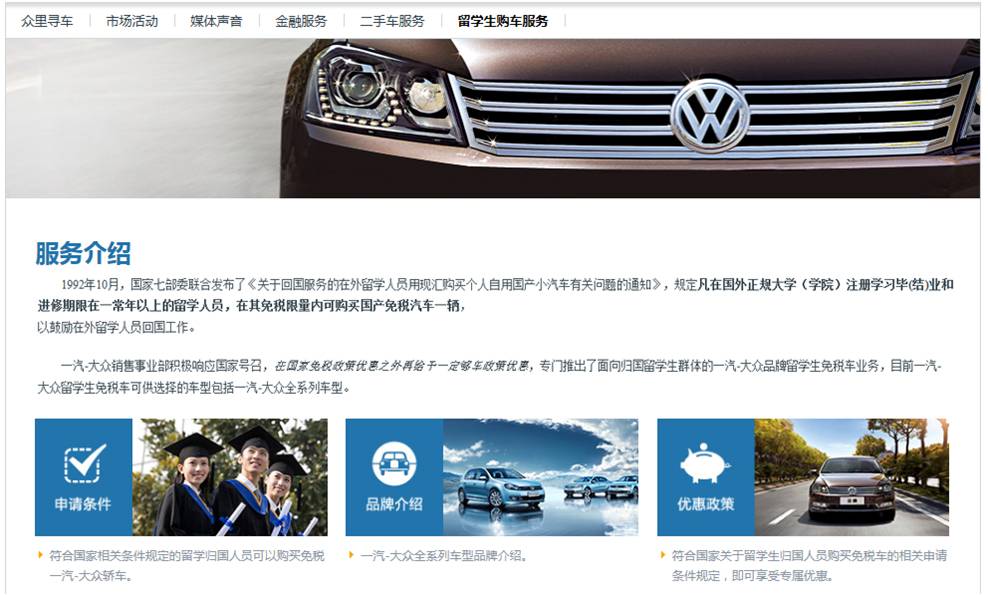 众里寻车 市场活动 媒体声音 金融服务 二手车服务 留学生购车服务
服务介绍
1992年10月，国家七部委联合发布了《关于回国服务的在外留学人员用现汇购买个人自用国产小汽车有关问题的通知》，规定凡在国外正规大学（学院）注册学习毕(结)业和
进修期限在一常年以上的留学人员，在其免税限量内可购买国产免税汽车一辆，
以鼓励在外留学人员回国工作。
一汽-大众销售事业部积极响应国家号召，在国家免税政策优惠之外再给予一定够车政策优惠，专门推出了面向归国留学生群体的一汽-大众品牌留学生免税车业务，目前一汽-
大众留学生免税车可供选择的车型包括一汽-大众全系列车型。
申请条件
品牌介绍
优惠政策
符合国家相关条件规定的留学归国人员可以购买免税
一汽-大众轿车。
一汽-大众全系列车型品牌介绍。
符合国家关于留学生归国人员购买免税车的相关申请
条件规定，即可享受专属优惠。